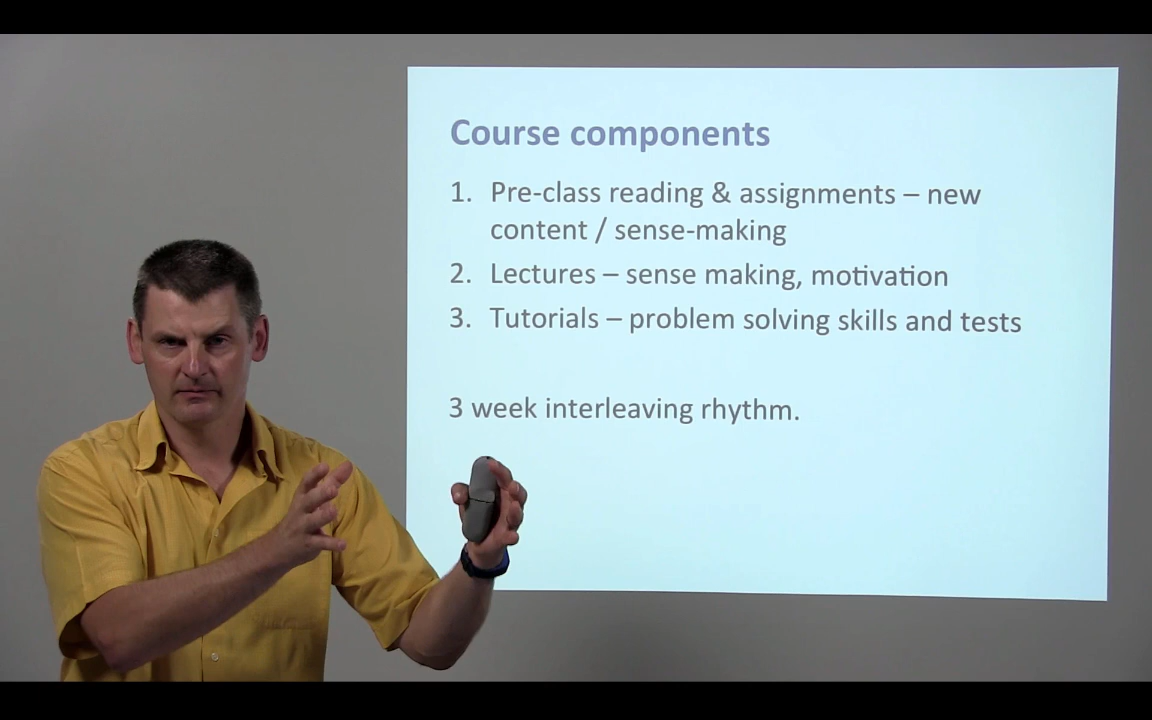 Course components
1. Pre-class reading & assignments – new
content / sense-making
2. Lectures – sense making, motivation
3. Tutorials – problem solving skills and tests
3 week interleaving rhythm.